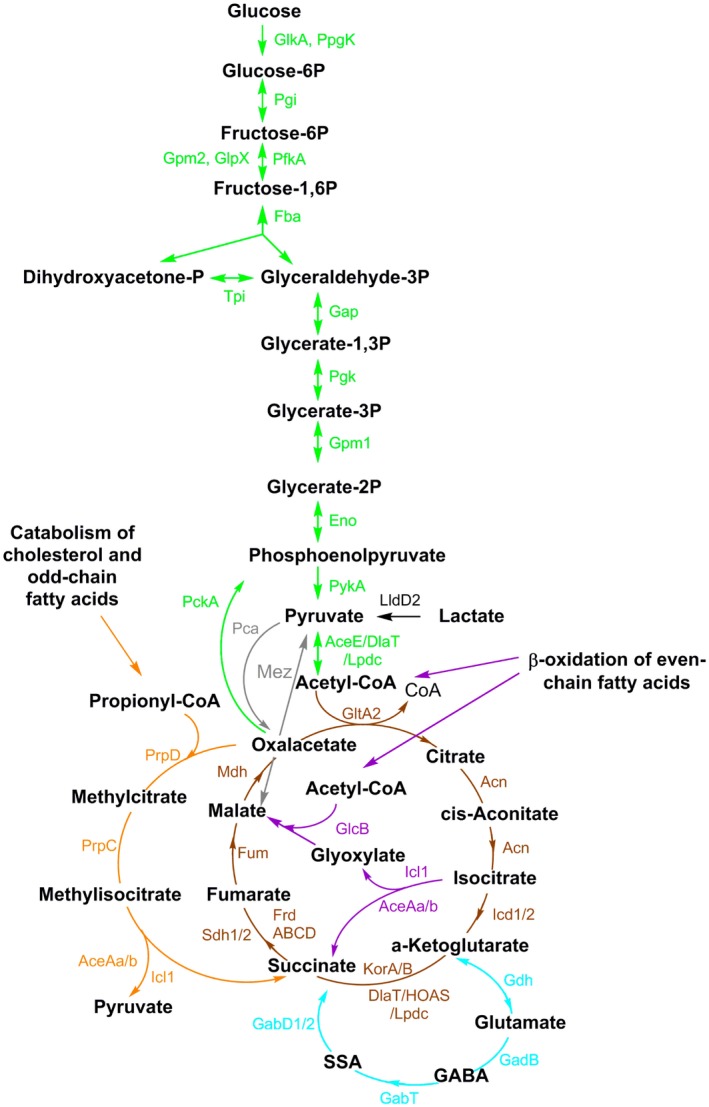 Glucose
GlkA, PpgK
Glucose-6P
Pgi
Fructose-6P
Gpm2, GlpX PfkA
Fructose-1,6P
Fba
Dihydroxyacetone-P
Glyceraldehyde-3P
Tpi
Gap
Glycerate-1,3P
Pgk
Glycerate-3P
Gpm1
Glycerate-2P
Eno
Phosphoenolpyruvate
Catabolism of
cholesterol and
odd-chain
fatty acids
PckA
PykA
Pca
Pyruvate
LldD2
Lactate
AceE/DlaT
/Lpdc
Mez
β-oxidation of even-
chain fatty acids
Acetyl-CoA
CoA
Propionyl-CoA
GltA2
PrpD
Oxalacetate
Citrate
Mdh
Acn
Methylcitrate
Acetyl-CoA
Malate
cis-Aconitate
GlcB
PrpC
Fum
Glyoxylate
Acn
Icl1
Isocitrate
Methylisocitrate
Fumarate
AceAa/b
Icd1/2
Frd
ABCD
Sdh1/2
a-Ketoglutarate
AceAa/b
Icl1
Succinate
KorA/B
Gdh
Pyruvate
DlaT/HOAS
/Lpdc
GabD1/2
Glutamate
SSA
GABA
GadB
GabT